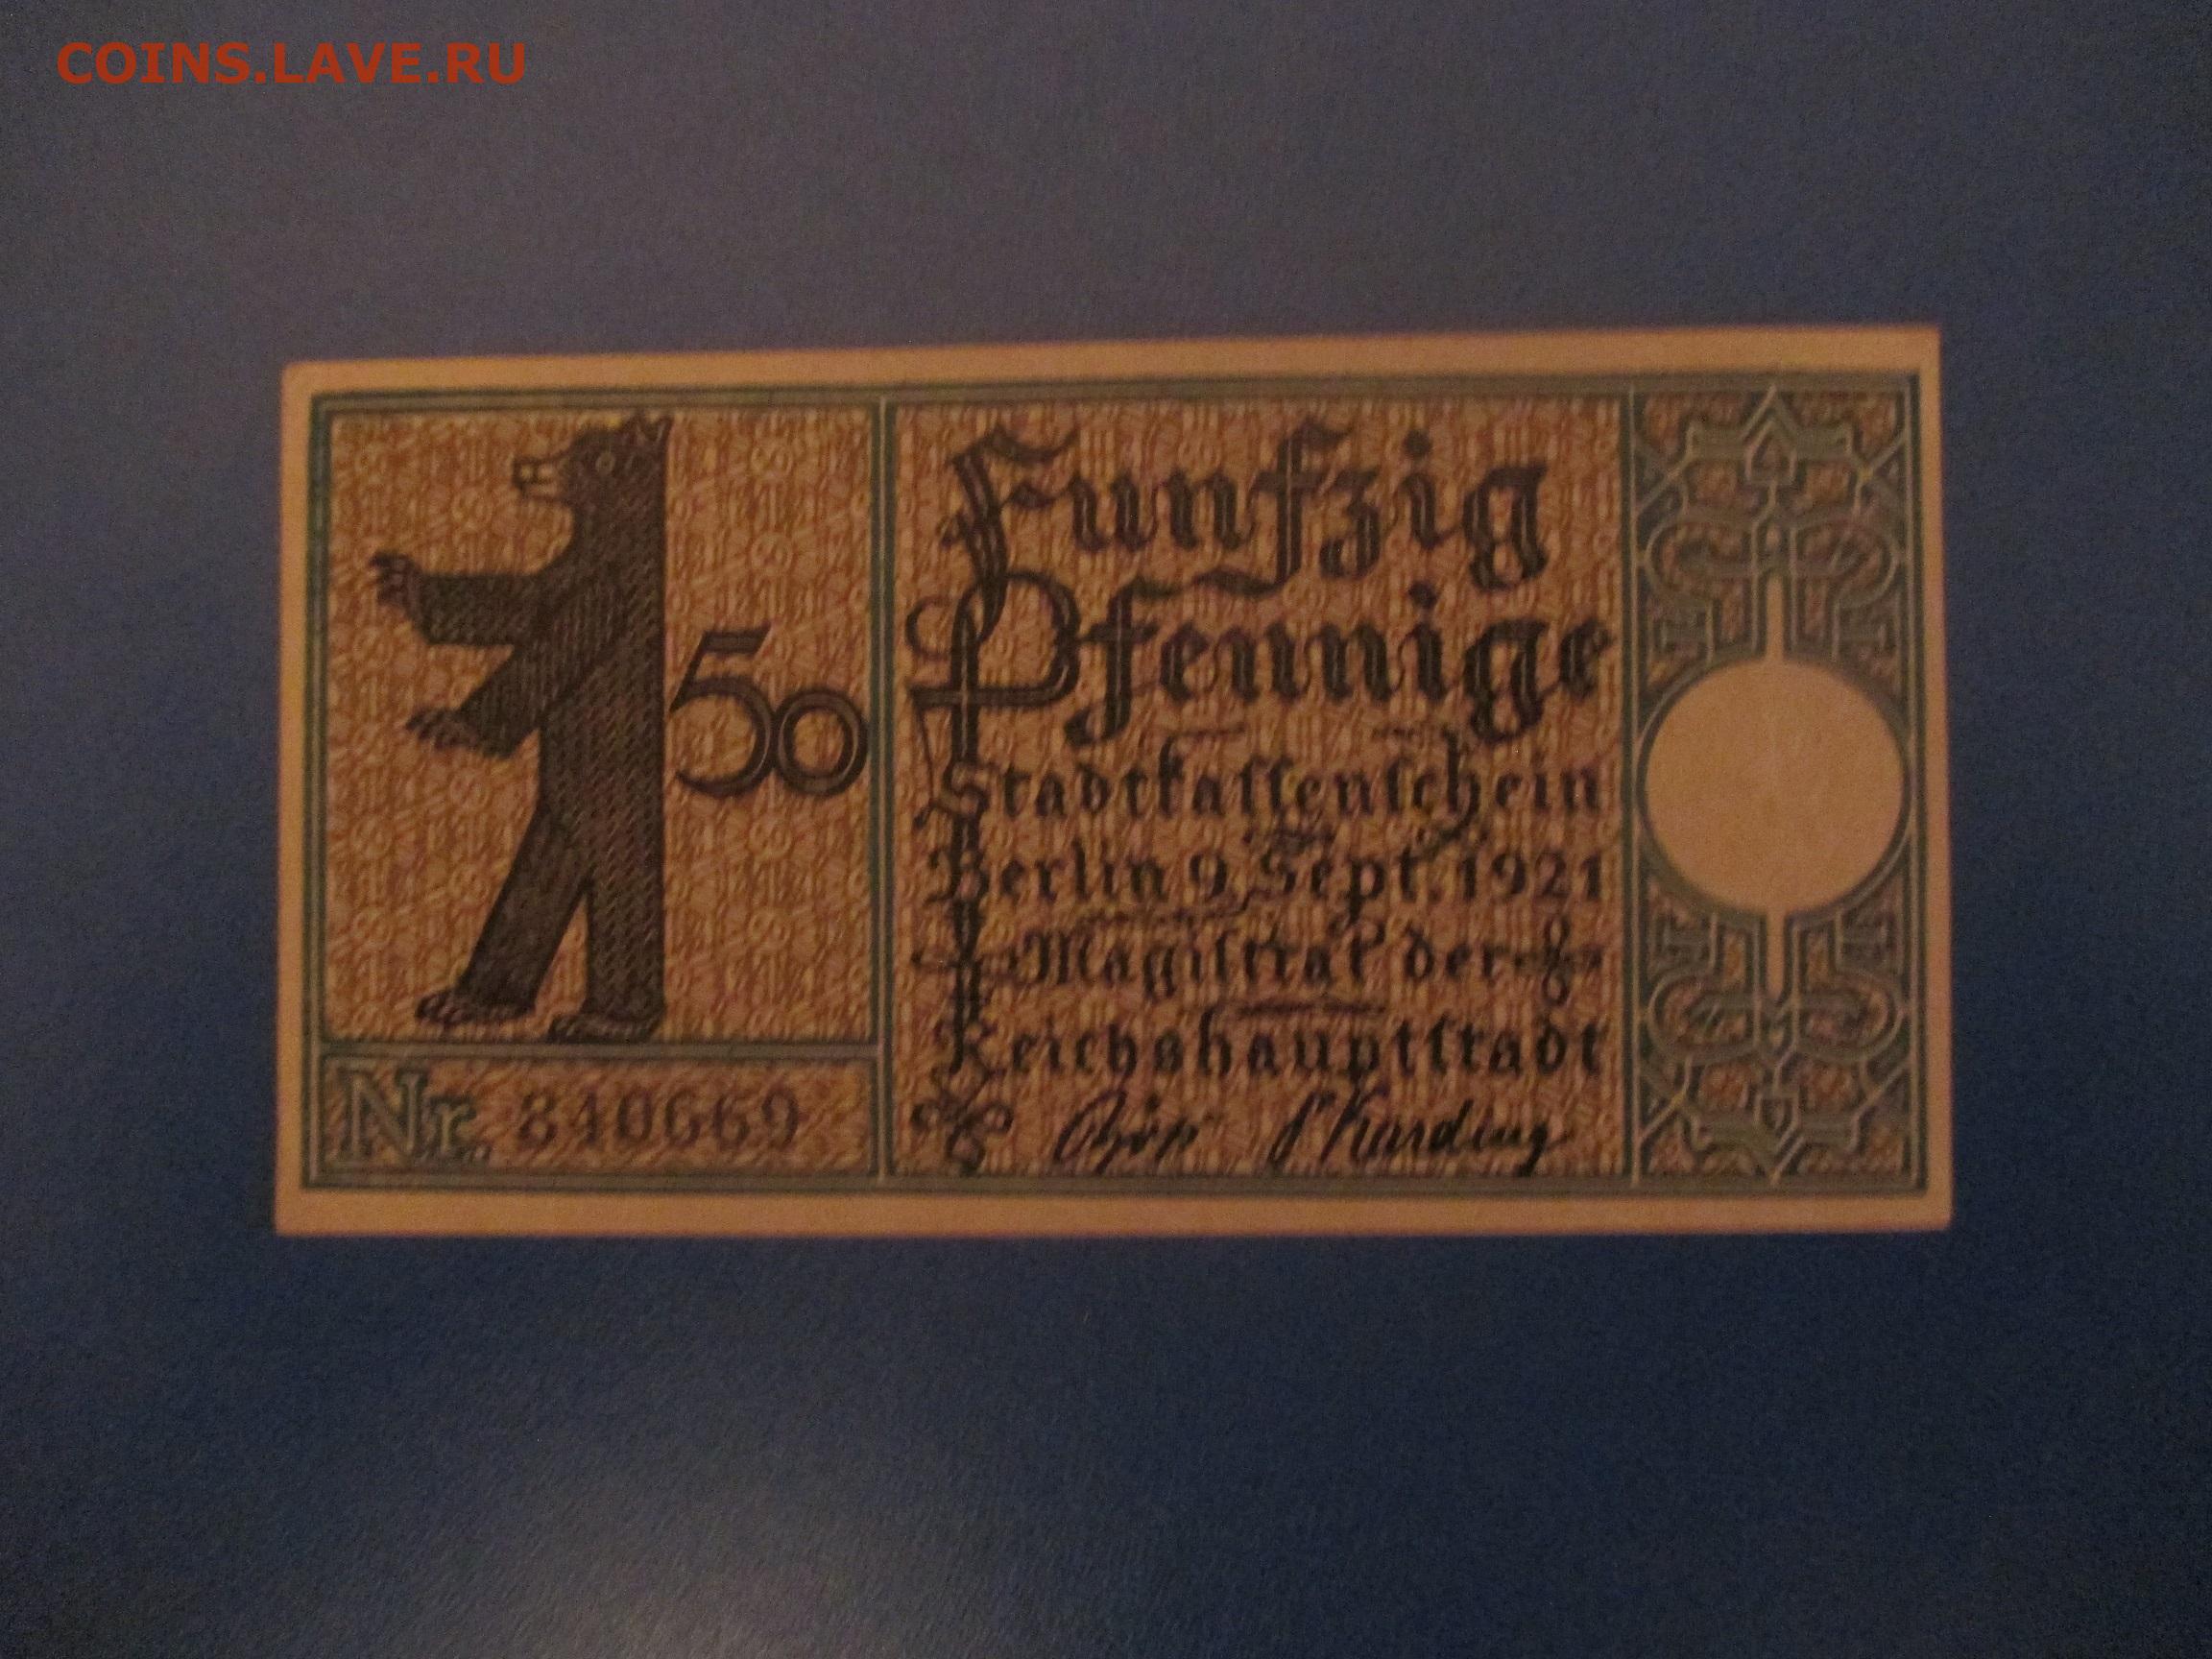 COINS.LAVE.RU
50
Nr. 840669
Funfzig
Pfennige
Stadtkaſſenſchein
Berlin 9. Sept. 1921
Magiſtrat der
Reichshauptſtadt